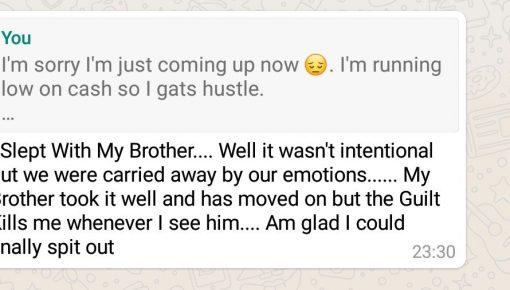 You
I'm sorry I'm just coming up now 😔. I'm running
low on cash so I gats hustle.
...
Slept With My Brother.... Well it wasn't intentional
ut we were carried away by our emotions...... My
rother took it well and has moved on but the Guilt
ills me whenever I see him.... Am glad I could
nally spit out
23:30